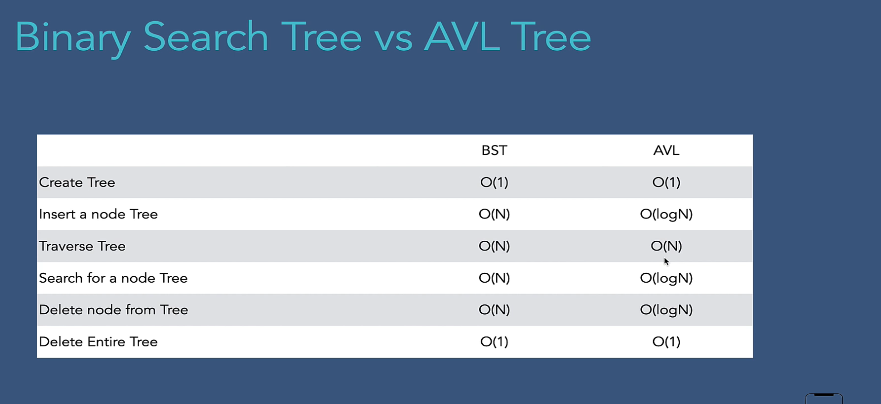 Binary Search Tree vs AVL Tree
BST AVL
Create Tree O(1) O(1)
Insert a node Tree O(N) O(logN)
Traverse Tree O(N) O(N)
Search for a node Tree O(N) O(logN)
Delete node from Tree O(N) O(logN)
Delete Entire Tree O(1) O(1)